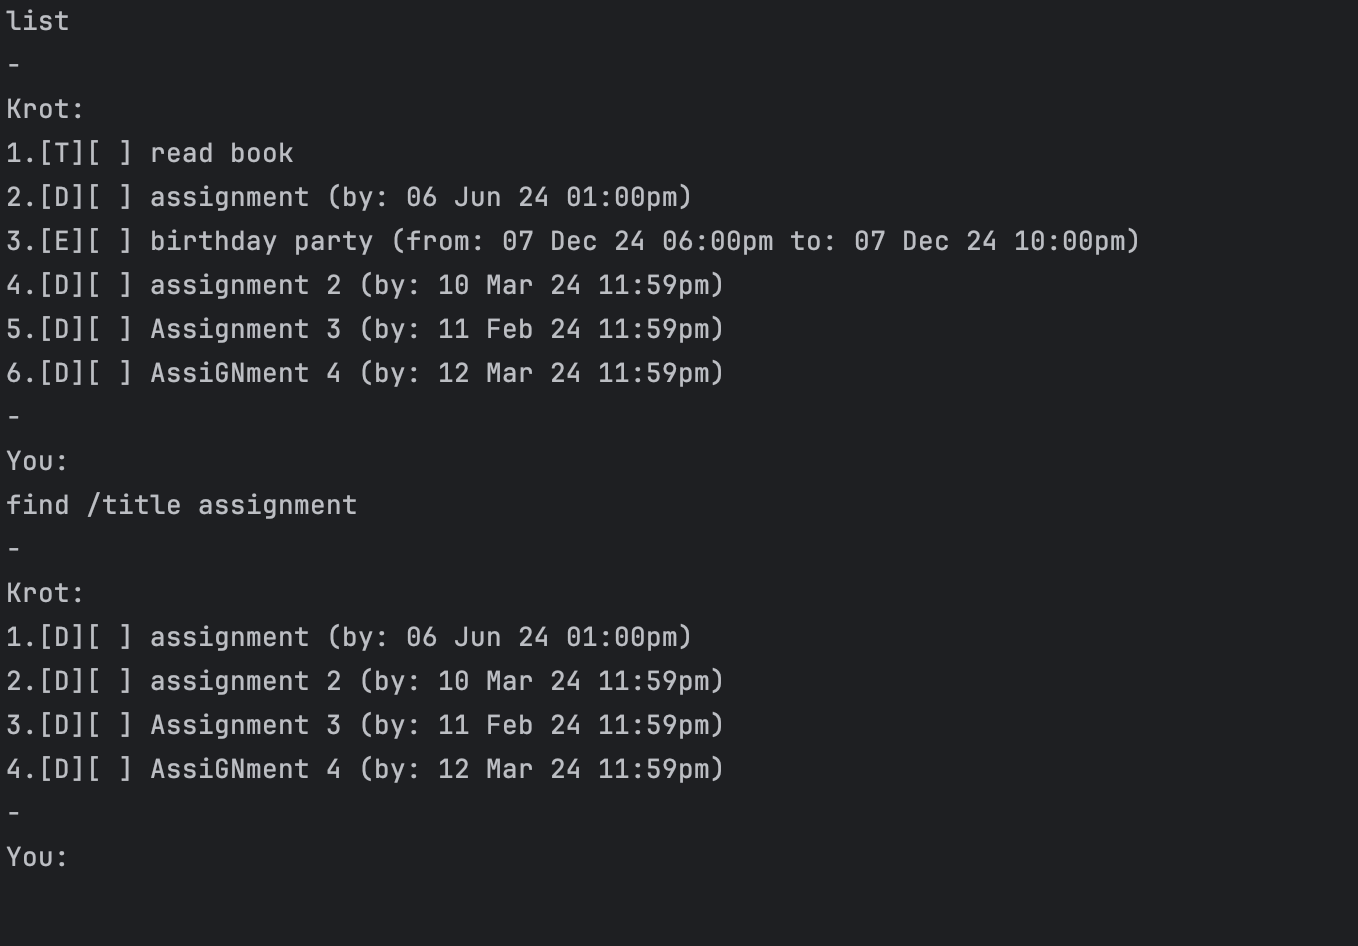 list
-
Krot:
1.[T][ ] read book
2.[D][ ] assignment (by: 06 Jun 24 01:00pm)
3.[E][ ] birthday party (from: 07 Dec 24 06:00pm to: 07 Dec 24 10:00pm)
4.[D][ ] assignment 2 (by: 10 Mar 24 11:59pm)
5.[D][ ] Assignment 3 (by: 11 Feb 24 11:59pm)
6.[D][ ] AssiGNment 4 (by: 12 Mar 24 11:59pm)
-
You:
find /title assignment
-
Krot:
1.[D][ ] assignment (by: 06 Jun 24 01:00pm)
2.[D][ ] assignment 2 (by: 10 Mar 24 11:59pm)
3.[D][ ] Assignment 3 (by: 11 Feb 24 11:59pm)
4.[D][ ] AssiGNment 4 (by: 12 Mar 24 11:59pm)
-
You: